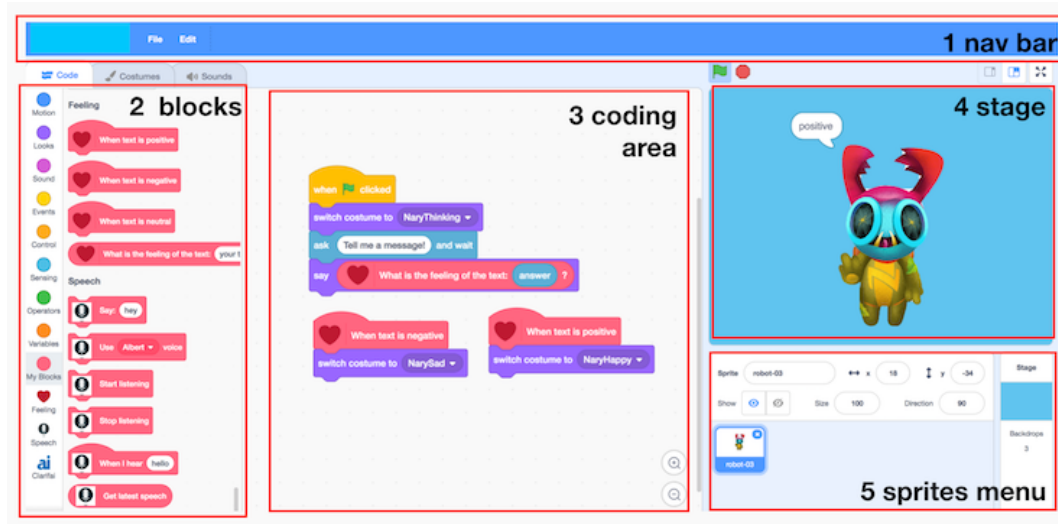 File Edit
1 nav bar
Code Costumes Sounds
2 blocks
Motion
Looks
Sound
Events
Control
Sensing
Operators
Variables
My Blocks
Feeling
Speech
ai
Clarifai
Feeling
When text is positive
When text is negative
When text is neutral
What is the feeling of the text: your t
Speech
Say: hey
Use Albert voice
Start listening
Stop listening
When I hear hello
Get latest speech
3 coding
area
when clicked
switch costume to NaryThinking
ask Tell me a message! and wait
say What is the feeling of the text: answer ?
When text is negative
switch costume to NarySad
When text is positive
switch costume to NaryHappy
4 stage
positive
Sprite robot-03 x 18 y -34
Show Size 100 Direction 90
robot-03
Stage
Backdrops
3
5 sprites menu